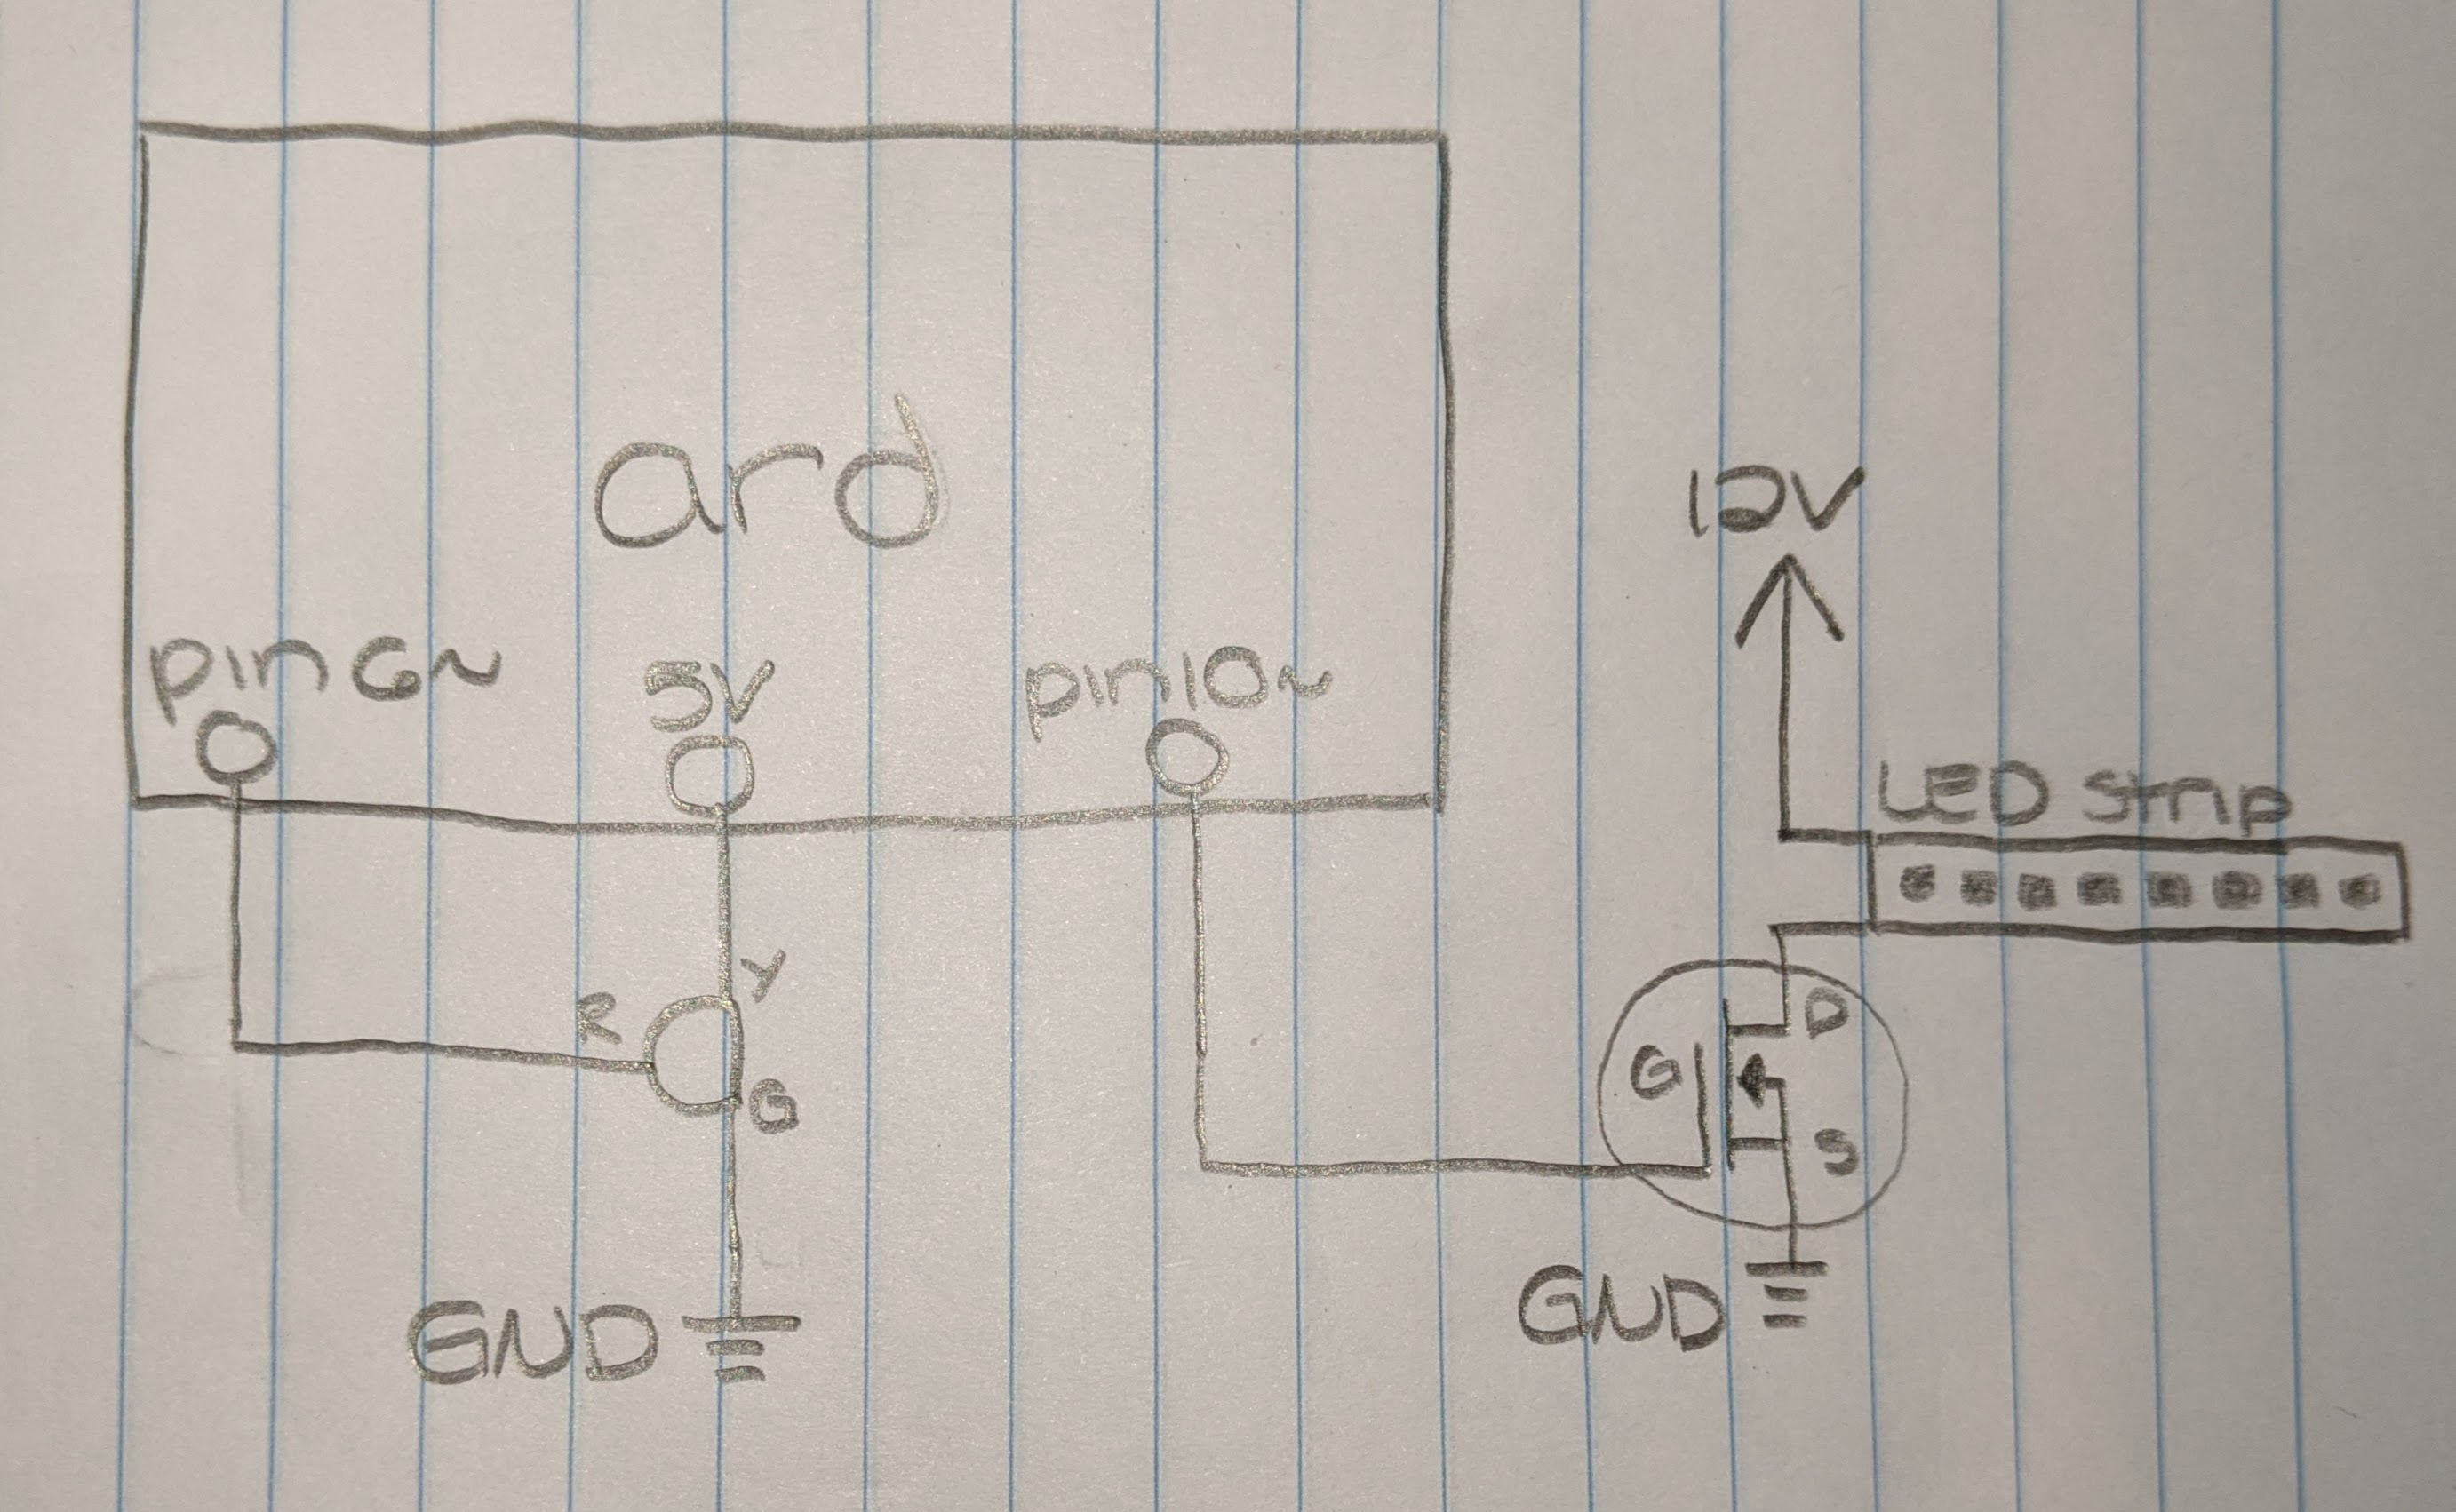 ard
12V
pin6~
5V
pin10~
LED Strip
Y
R
D
G
G
S
GND
GND